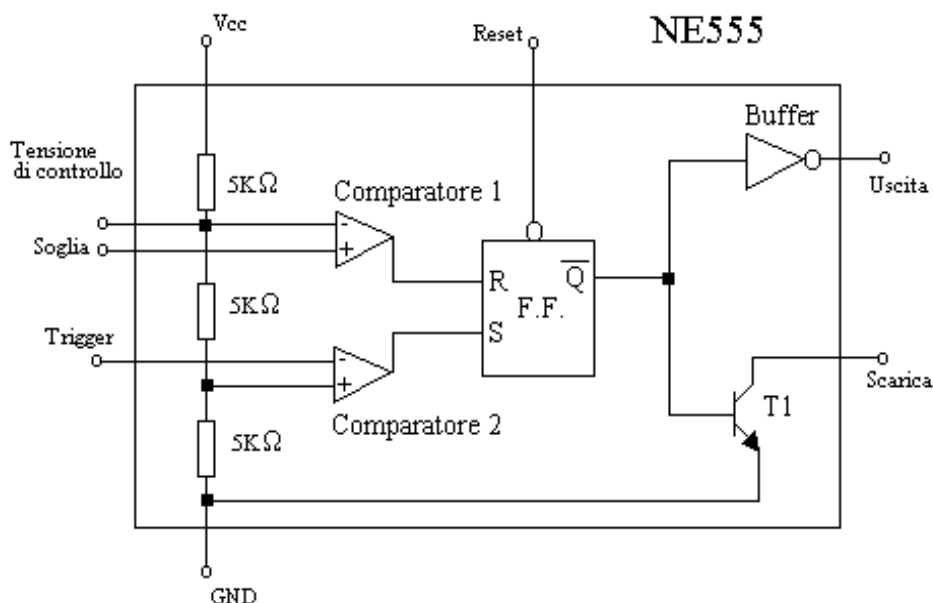 Vcc
Reset
NE555
Buffer
Tensione
di controllo
5KΩ
Comparatore 1
Uscita
-
+
Soglia
R
Q
F.F.
S
5KΩ
Trigger
-
+
Scarica
T1
Comparatore 2
5KΩ
GND